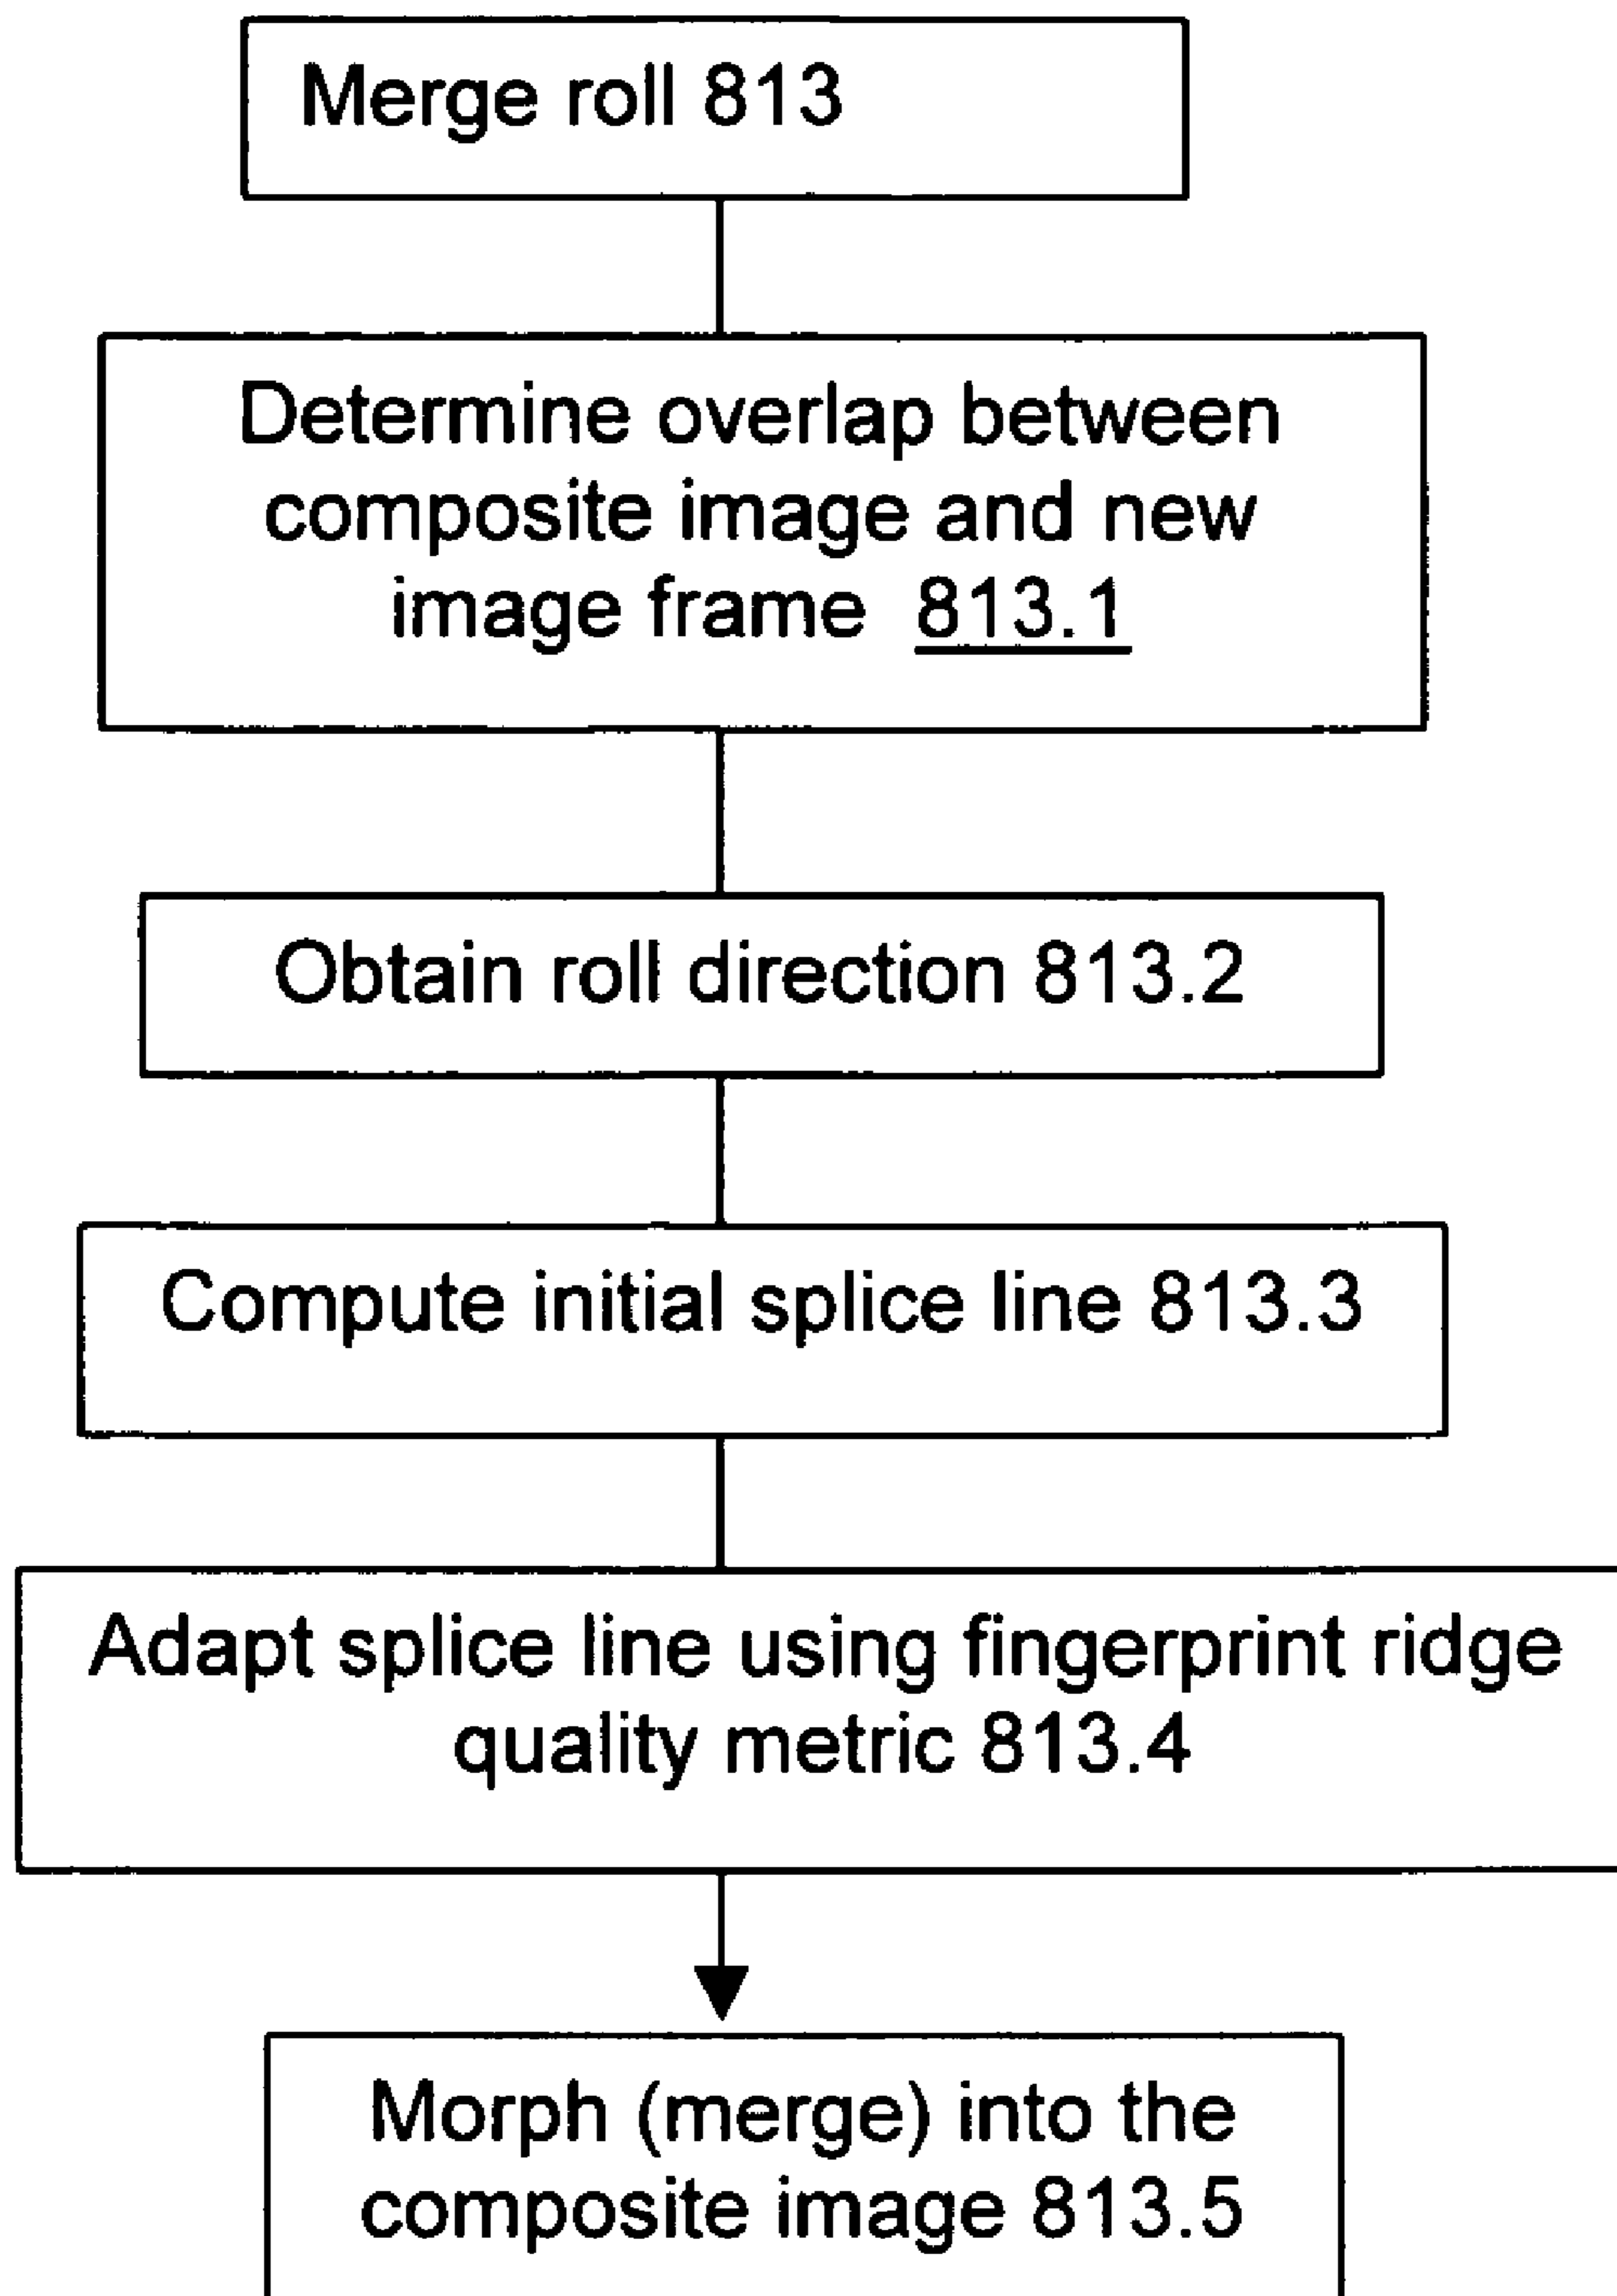 Merge roll 813
Determine overlap between
composite image and new
image frame 813.1
Obtain roll direction 813.2
Compute initial splice line 813.3
Adapt splice line using fingerprint ridge
quality metric 813.4
Morph (merge) into the
composite image 813.5